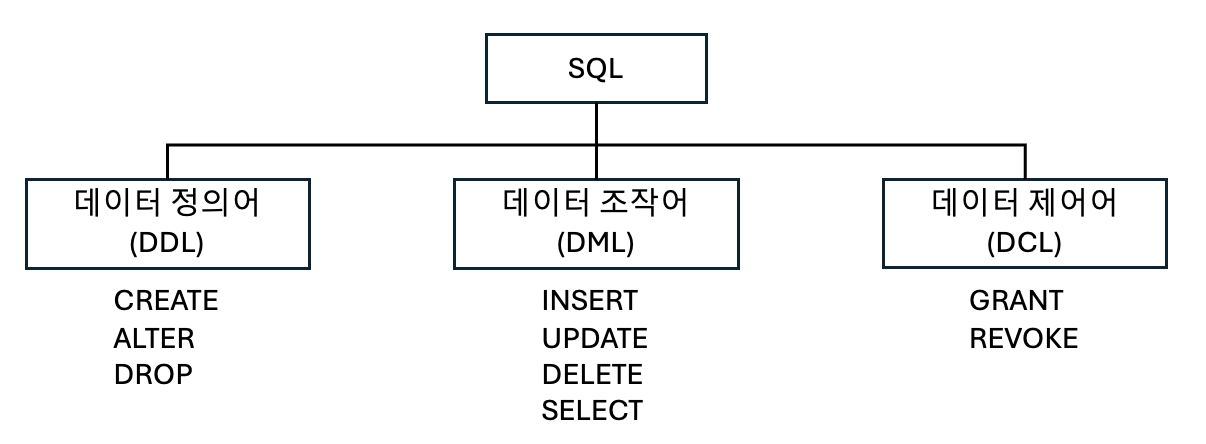 SQL
데이터 정의어
(DDL)
CREATE
ALTER
DROP
데이터 조작어
(DML)
INSERT
UPDATE
DELETE
SELECT
데이터 제어어
(DCL)
GRANT
REVOKE